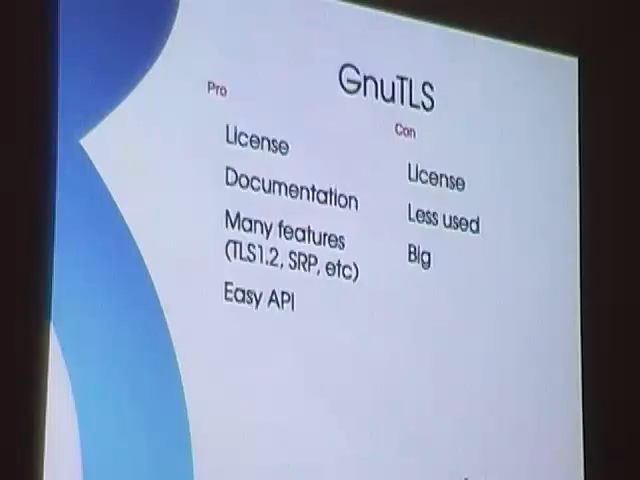 GnuTLS
Pro
License
Documentation
Many features
(TLS1.2, SRP, etc)
Easy API
Con
License
Less used
Big